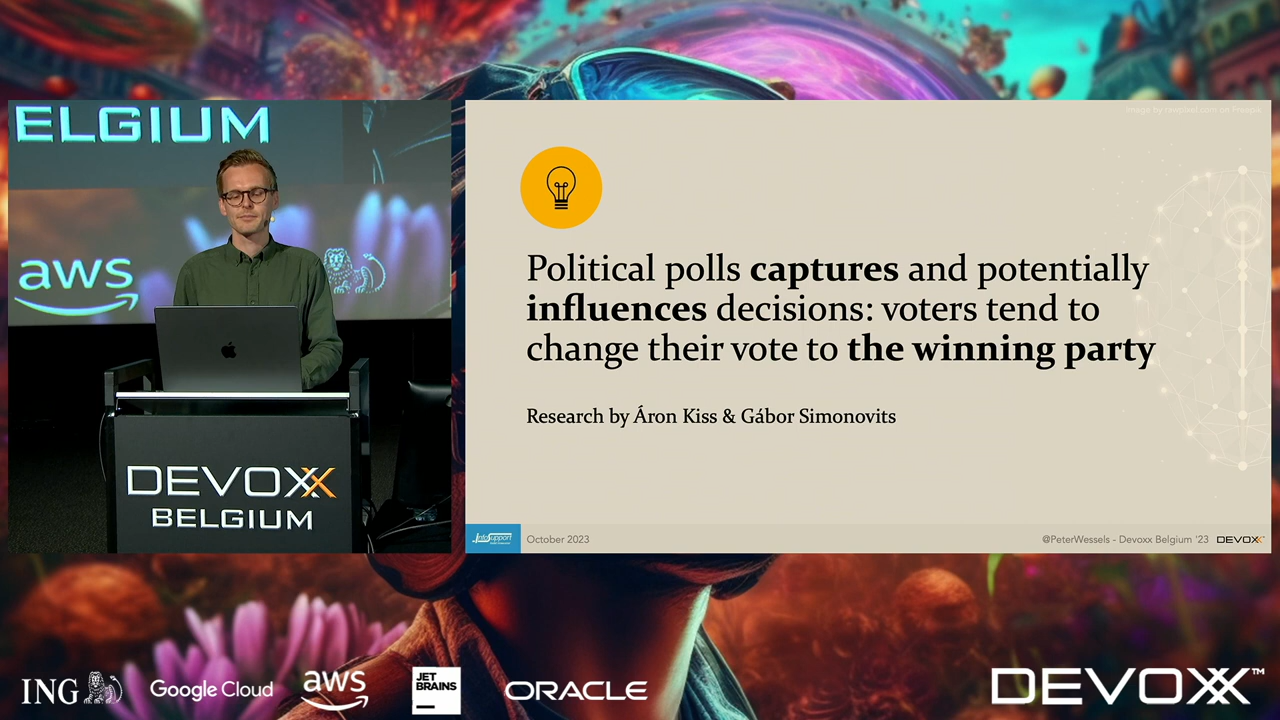 ELGIUM
aws
DEVOXX
BELGIUM
Political polls captures and potentially
influences decisions: voters tend to
change their vote to the winning party
Research by Áron Kiss & Gábor Simonovits
InfoSupport
October 2023
@PeterWessels - Devoxx Belgium '23
DEVOXX
ING
Google Cloud
aws
JET
BRAINS
ORACLE
DEVOXX™